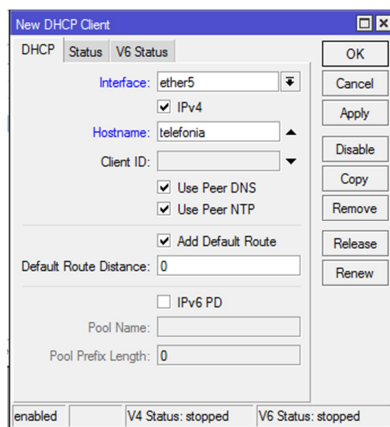 New DHCP Client
DHCP Status V6 Status
Interface: ether5
IPv4
Hostname: telefonia
Client ID:
Use Peer DNS
Use Peer NTP
Add Default Route
Default Route Distance: 0
IPv6 PD
Pool Name:
Pool Prefix Length: 0
OK
Cancel
Apply
Disable
Copy
Remove
Release
Renew
enabled V4 Status: stopped V6 Status: stopped